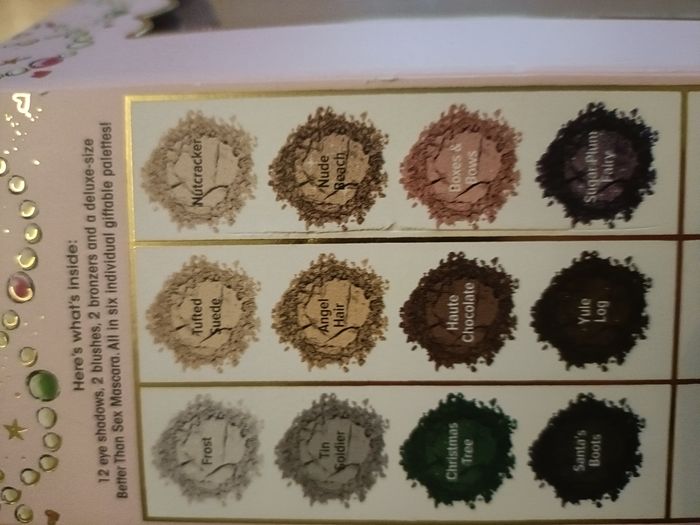 Here's what's inside:
12 eye shadows, 2 blushes, 2 bronzers and a deluxe-size
Better Than Sex Mascara. All in six individual giftable palettes!
Frost
Tufted
Suede
Nutcracker
Tin
Soldier
Angel
Hair
Nude
Beach
Christmas
Tree
Haute
Chocolate
Boxes &
Bows
Santa's
Boots
Yule
Log
Sugar Plum
Fairy